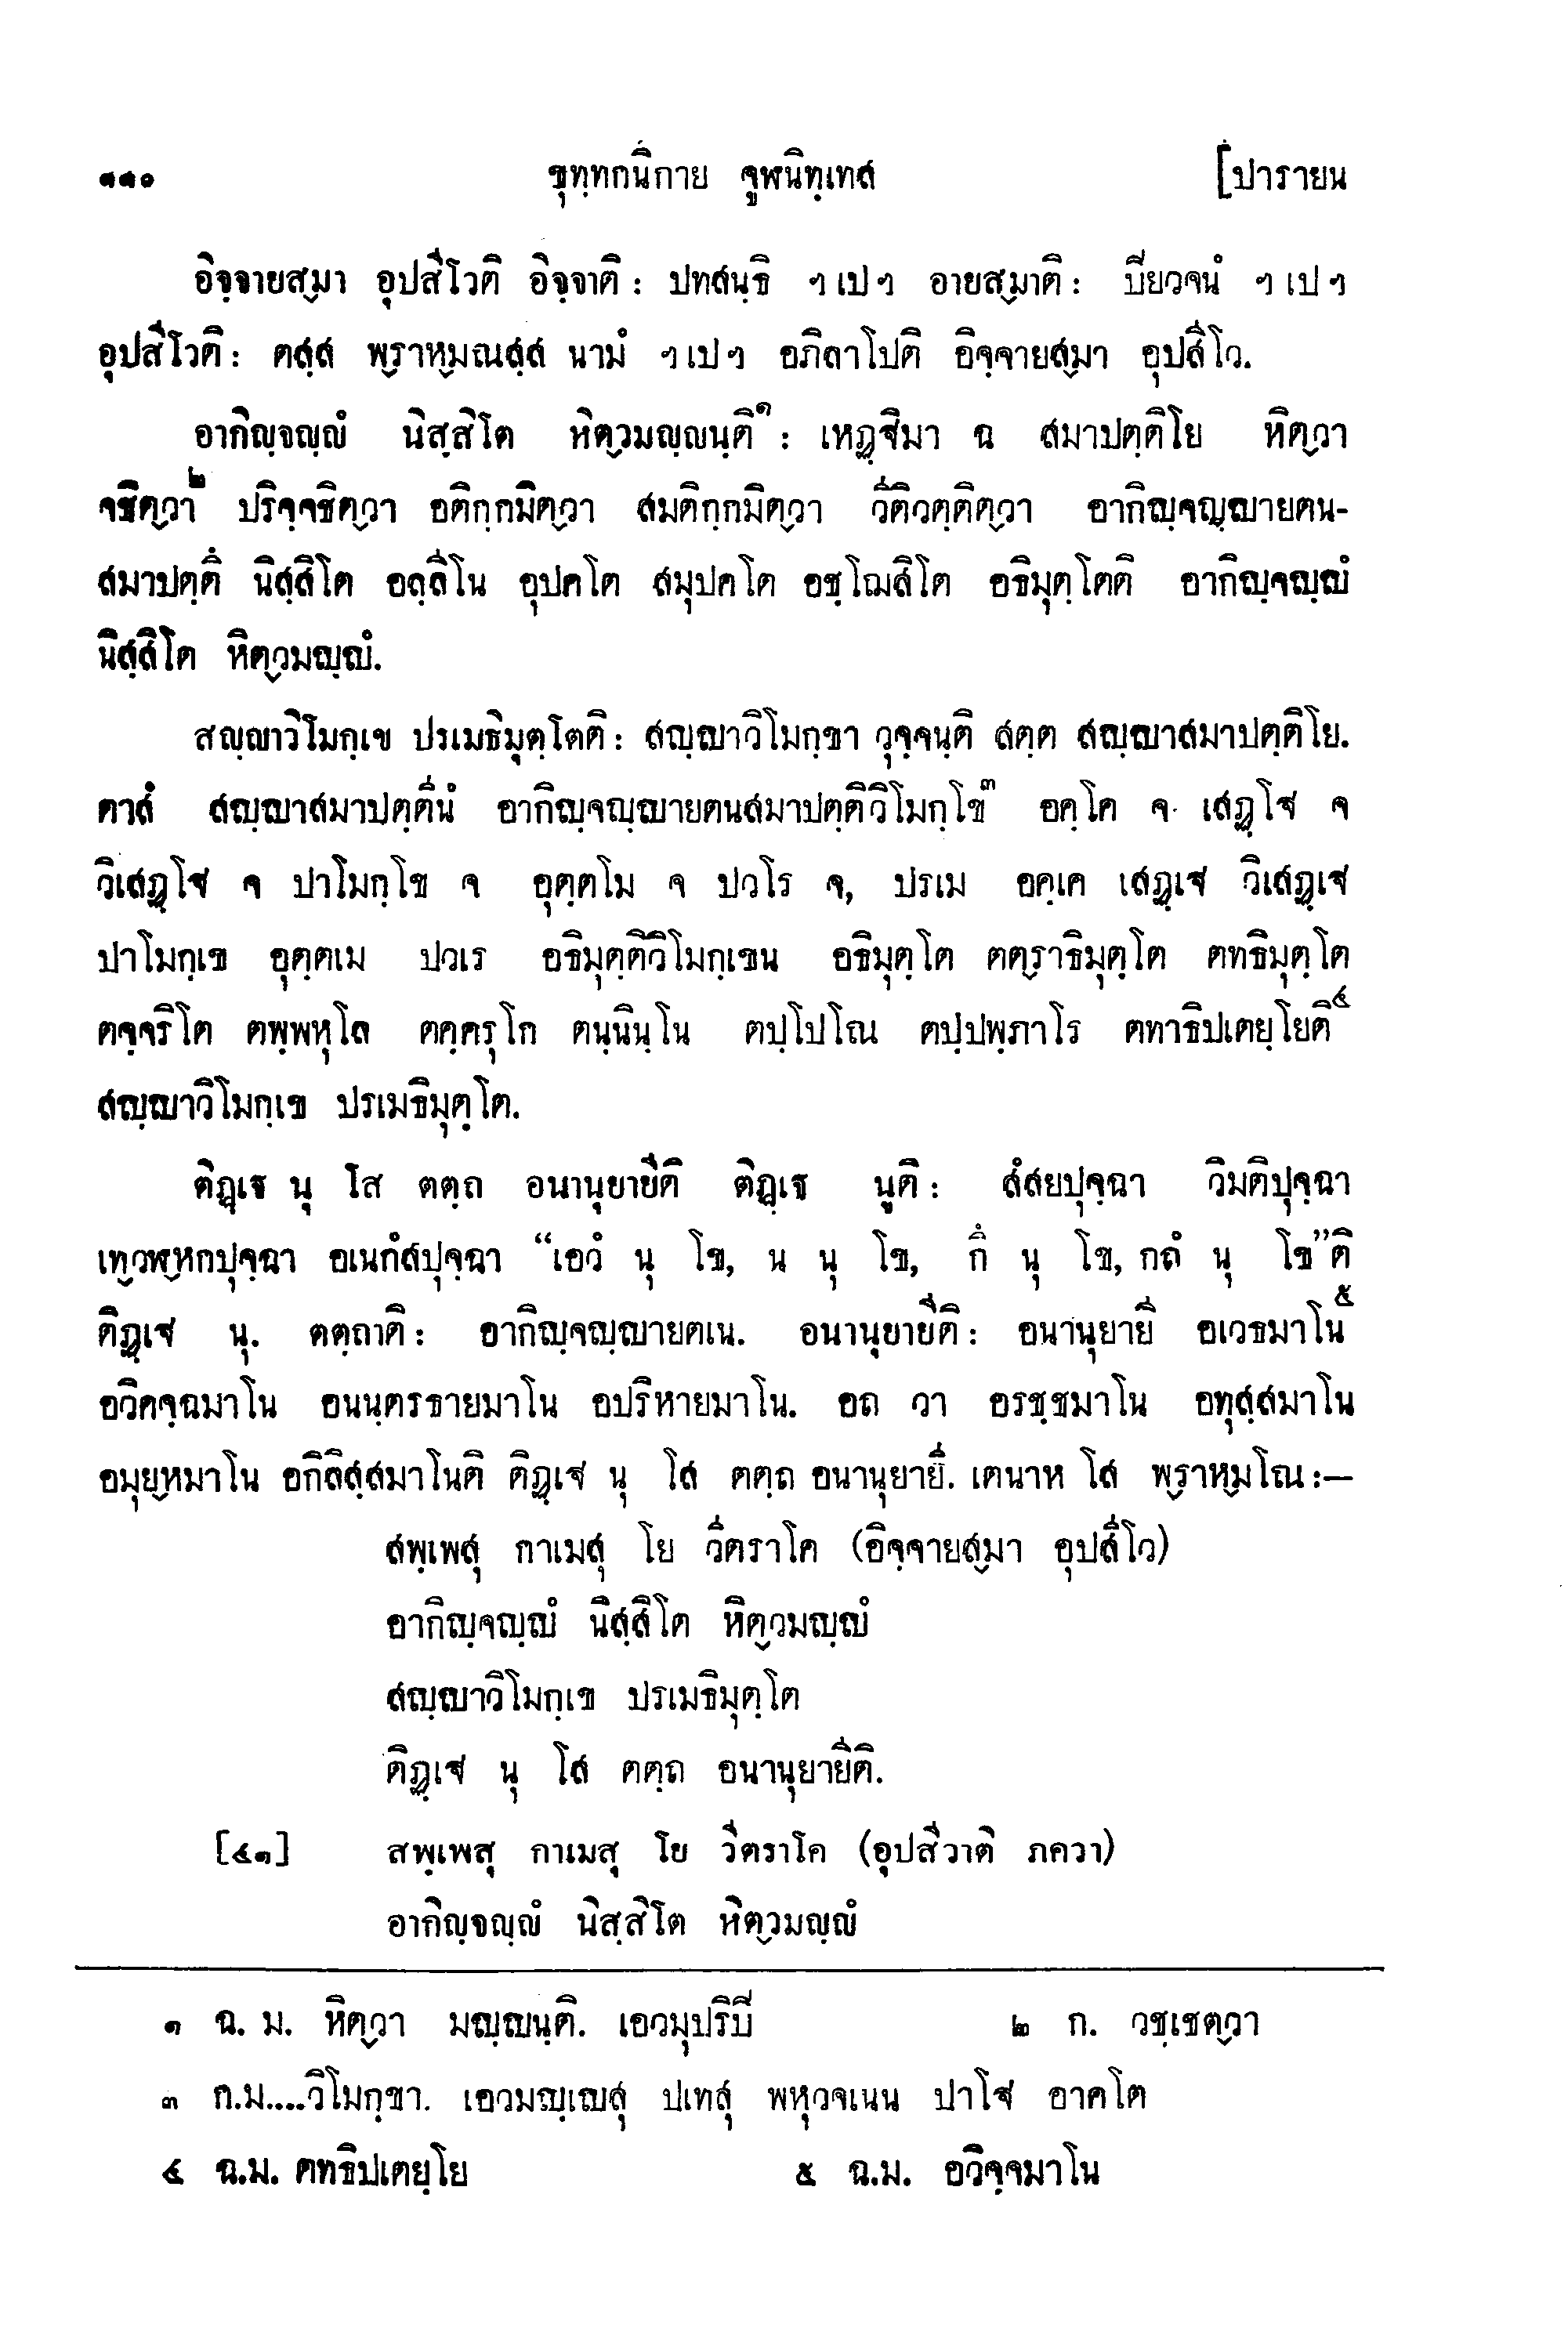 ๑๑๐ ขุทฺทกนิกาย จูฬนิทฺเทส [ปารายน
อิจฺจายสฺมา อุปสีโวติ อิจฺจาติ : ปทสนฺธิ ฯ เป ฯ อายสฺมาติ : ปิยวจนํ ฯ เป ฯ
อุปสีโวติ : ตสฺส พฺราหฺมณสฺส นามํ ฯ เป ฯ อภิลาโปติ อิจฺจายสฺมา อุปสีโว.
อากิญฺจญฺญํ นิสฺสิโต หิตฺวมญฺญนฺติ๑ : เหฏฺฐิมา ฉ สมาปตฺติโย หิตฺวา
จชิตฺวา๒ ปริจฺจชิตฺวา อติกฺกมิตฺวา สมติกฺกมิตฺวา วีติวตฺติตฺวา อากิญฺจญฺญายตน-
สมาปตฺตึ นิสฺสิโต อลฺลีโน อุปคโต สมุปคโต อชฺโฌสิโต อธิมุตฺโตติ อากิญฺจญฺญํ
นิสฺสิโต หิตฺวมญฺญํ.
สญฺญาวิโมกฺเข ปรเมธิมุตฺโตติ : สญฺญาวิโมกฺขา วุจฺจนฺติ สตฺต สญฺญาสมาปตฺติโย.
ตาสํ สญฺญาสมาปตฺตีนํ อากิญฺจญฺญายตนสมาปตฺติวิโมกฺโข๓ อคฺโค จ เสฏฺโฐ จ
วิเสฏฺโฐ จ ปาโมกฺโข จ อุตฺตโม จ ปวโร จ, ปรเม อคฺเค เสฏฺเฐ วิเสฏฺเฐ
ปาโมกฺเข อุตฺตเม ปวเร อธิมุตฺติวิโมกฺเขน อธิมุตฺโต ตตฺราธิมุตฺโต ตทธิมุตฺโต
ตจฺจริโต ตพฺพหุโล ตคฺครุโก ตนฺนินฺโน ตปฺโปโณ ตปฺปพฺภาโร ตทาธิปเตยฺโยติ๔
สญฺญาวิโมกฺเข ปรเมธิมุตฺโต.
ติฏฺเฐ นุ โส ตตฺถ อนานุยายีติ ติฏฺเฐ นูติ : สํสยปุจฺฉา วิมติปุจฺฉา
เทฺวฬฺหกปุจฺฉา อเนกํสปุจฺฉา “เอวํ นุ โข, น นุ โข, กึ นุ โข, กถํ นุ โข”ติ
ติฏฺเฐ นุ. ตตฺถาติ : อากิญฺจญฺญายตเน. อนานุยายีติ : อนานุยายี อเวธมาโน๕
อวิคจฺฉมาโน อนนฺตรธายมาโน อปริหายมาโน. อถ วา อรชฺชมาโน อทุสฺสมาโน
อมุยฺหมาโน อกิลิสฺสมาโนติ ติฏฺเฐ นุ โส ตตฺถ อนานุยายี. เตนาห โส พฺราหฺมโณ :—
สพฺเพสุ กาเมสุ โย วีตราโค (อิจฺจายสฺมา อุปสีโว)
อากิญฺจญฺญํ นิสฺสิโต หิตฺวมญฺญํ
สญฺญาวิโมกฺเข ปรเมธิมุตฺโต
ติฏฺเฐ นุ โส ตตฺถ อนานุยายีติ.
[๔๑] สพฺเพสุ กาเมสุ โย วีตราโค (อุปสีวาติ ภควา)
อากิญฺจญฺญํ นิสฺสิโต หิตฺวมญฺญํ
๑ ฉ. ม. หิตฺวา มญฺญนฺติ. เอวมุปริปิ ๒ ก. วชฺเชตฺวา
๓ ก.ม....วิโมกฺขา. เอวมญฺเญสุ ปเทสุ พหุวจเนน ปาโฐ อาคโต
๔ ฉ.ม. ตทธิปเตยฺโย ๕ ฉ.ม. อวิจฺจมาโน